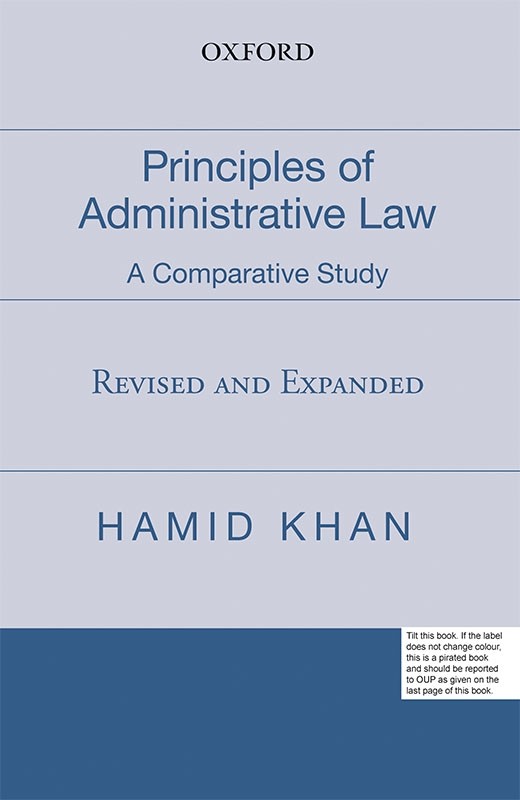 OXFORD
Principles of
Administrative Law
A Comparative Study
Revised and Expanded
HAMID KHAN
Tilt this book. If the label
does not change colour,
this is a pirated book
and should be reported
to OUP as given on the
last page of this book.